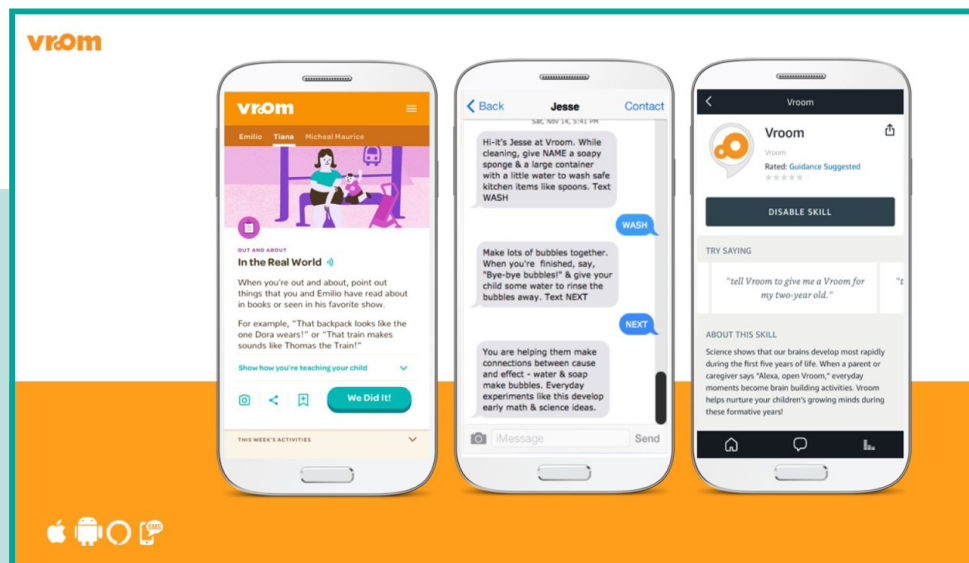 vroom
vroom
Emilio Tiana Micheal Maurice
OUT AND ABOUT
In the Real World
When you're out and about, point out
things that you and Emilio have read about
in books or seen in his favorite show.
For example, "That backpack looks like the
one Dora wears!" or "That train makes
sounds like Thomas the Train!"
Show how you're teaching your child
We Did It!
THIS WEEK'S ACTIVITIES
Back Jesse Contact
Sat, Nov 14, 5:41 PM
Hi-it's Jesse at Vroom. While
cleaning, give NAME a soapy
sponge & a large container
with a little water to wash safe
kitchen items like spoons. Text
WASH
WASH
Make lots of bubbles together.
When you're finished, say,
"Bye-bye bubbles!" & give your
child some water to rinse the
bubbles away. Text NEXT
NEXT
You are helping them make
connections between cause
and effect - water & soap
make bubbles. Everyday
experiments like this develop
early math & science ideas.
iMessage Send
Vroom
Vroom
Vroom
Rated: Guidance Suggested
DISABLE SKILL
TRY SAYING
"tell Vroom to give me a Vroom for
my two-year old."
"t
ABOUT THIS SKILL
Science shows that our brains develop most rapidly
during the first five years of life. When a parent or
caregiver says "Alexa, open Vroom," everyday
moments become brain building activities. Vroom
helps nurture your children's growing minds during
these formative years!
SMS